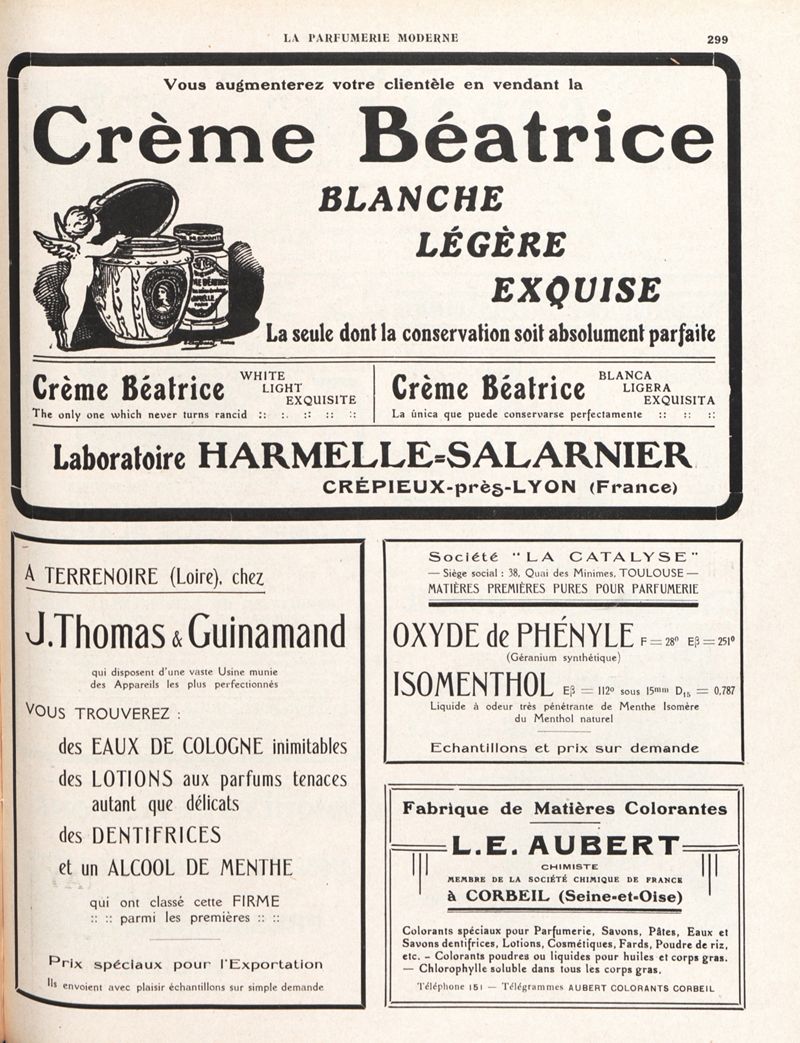 LA PARFUMERIE MODERNE
299
Vous augmenterez votre clientèle en vendant la
Crème Béatrice
BLANCHE
LÉGÈRE
EXQUISE
La seule dont la conservation soit absolument parfaite
Crème Béatrice
WHITE
LIGHT
EXQUISITE
The only one which never turns rancid :: :. :: :: ::
Crème Béatrice
BLANCA
LIGERA
EXQUISITA
La única que puede conservarse perfectamente :: :: ::
Laboratoire HARMELLE=SALARNIER
CRÉPIEUX-près-LYON (France)
A TERRENOIRE (Loire), chez
J. Thomas & Guinamand
qui disposent d'une vaste Usine munie
des Appareils les plus perfectionnés
VOUS TROUVEREZ :
des EAUX DE COLOGNE inimitables
des LOTIONS aux parfums tenaces
autant que délicats
des DENTIFRICES
et un ALCOOL DE MENTHE
qui ont classé cette FIRME
:: :: parmi les premières :: ::
Prix spéciaux pour l'Exportation
Ils envoient avec plaisir échantillons sur simple demande
Société "LA CATALYSE"
— Siège social : 38, Quai des Minimes, TOULOUSE —
MATIÈRES PREMIÈRES PURES POUR PARFUMERIE
OXYDE de PHÉNYLE F = 28° Eβ = 251°
(Géranium synthétique)
ISOMENTHOL Eβ = 112° sous 15mm D15 = 0,787
Liquide à odeur très pénétrante de Menthe Isomère
du Menthol naturel
Echantillons et prix sur demande
Fabrique de Matières Colorantes
L. E. AUBERT
CHIMISTE
MEMBRE DE LA SOCIÉTÉ CHIMIQUE DE FRANCE
à CORBEIL (Seine-et-Oise)
Colorants spéciaux pour Parfumerie, Savons, Pâtes, Eaux et
Savons dentifrices, Lotions, Cosmétiques, Fards, Poudre de riz,
etc. – Colorants poudres ou liquides pour huiles et corps gras.
— Chlorophylle soluble dans tous les corps gras.
Téléphone 151 — Télégrammes AUBERT COLORANTS CORBEIL